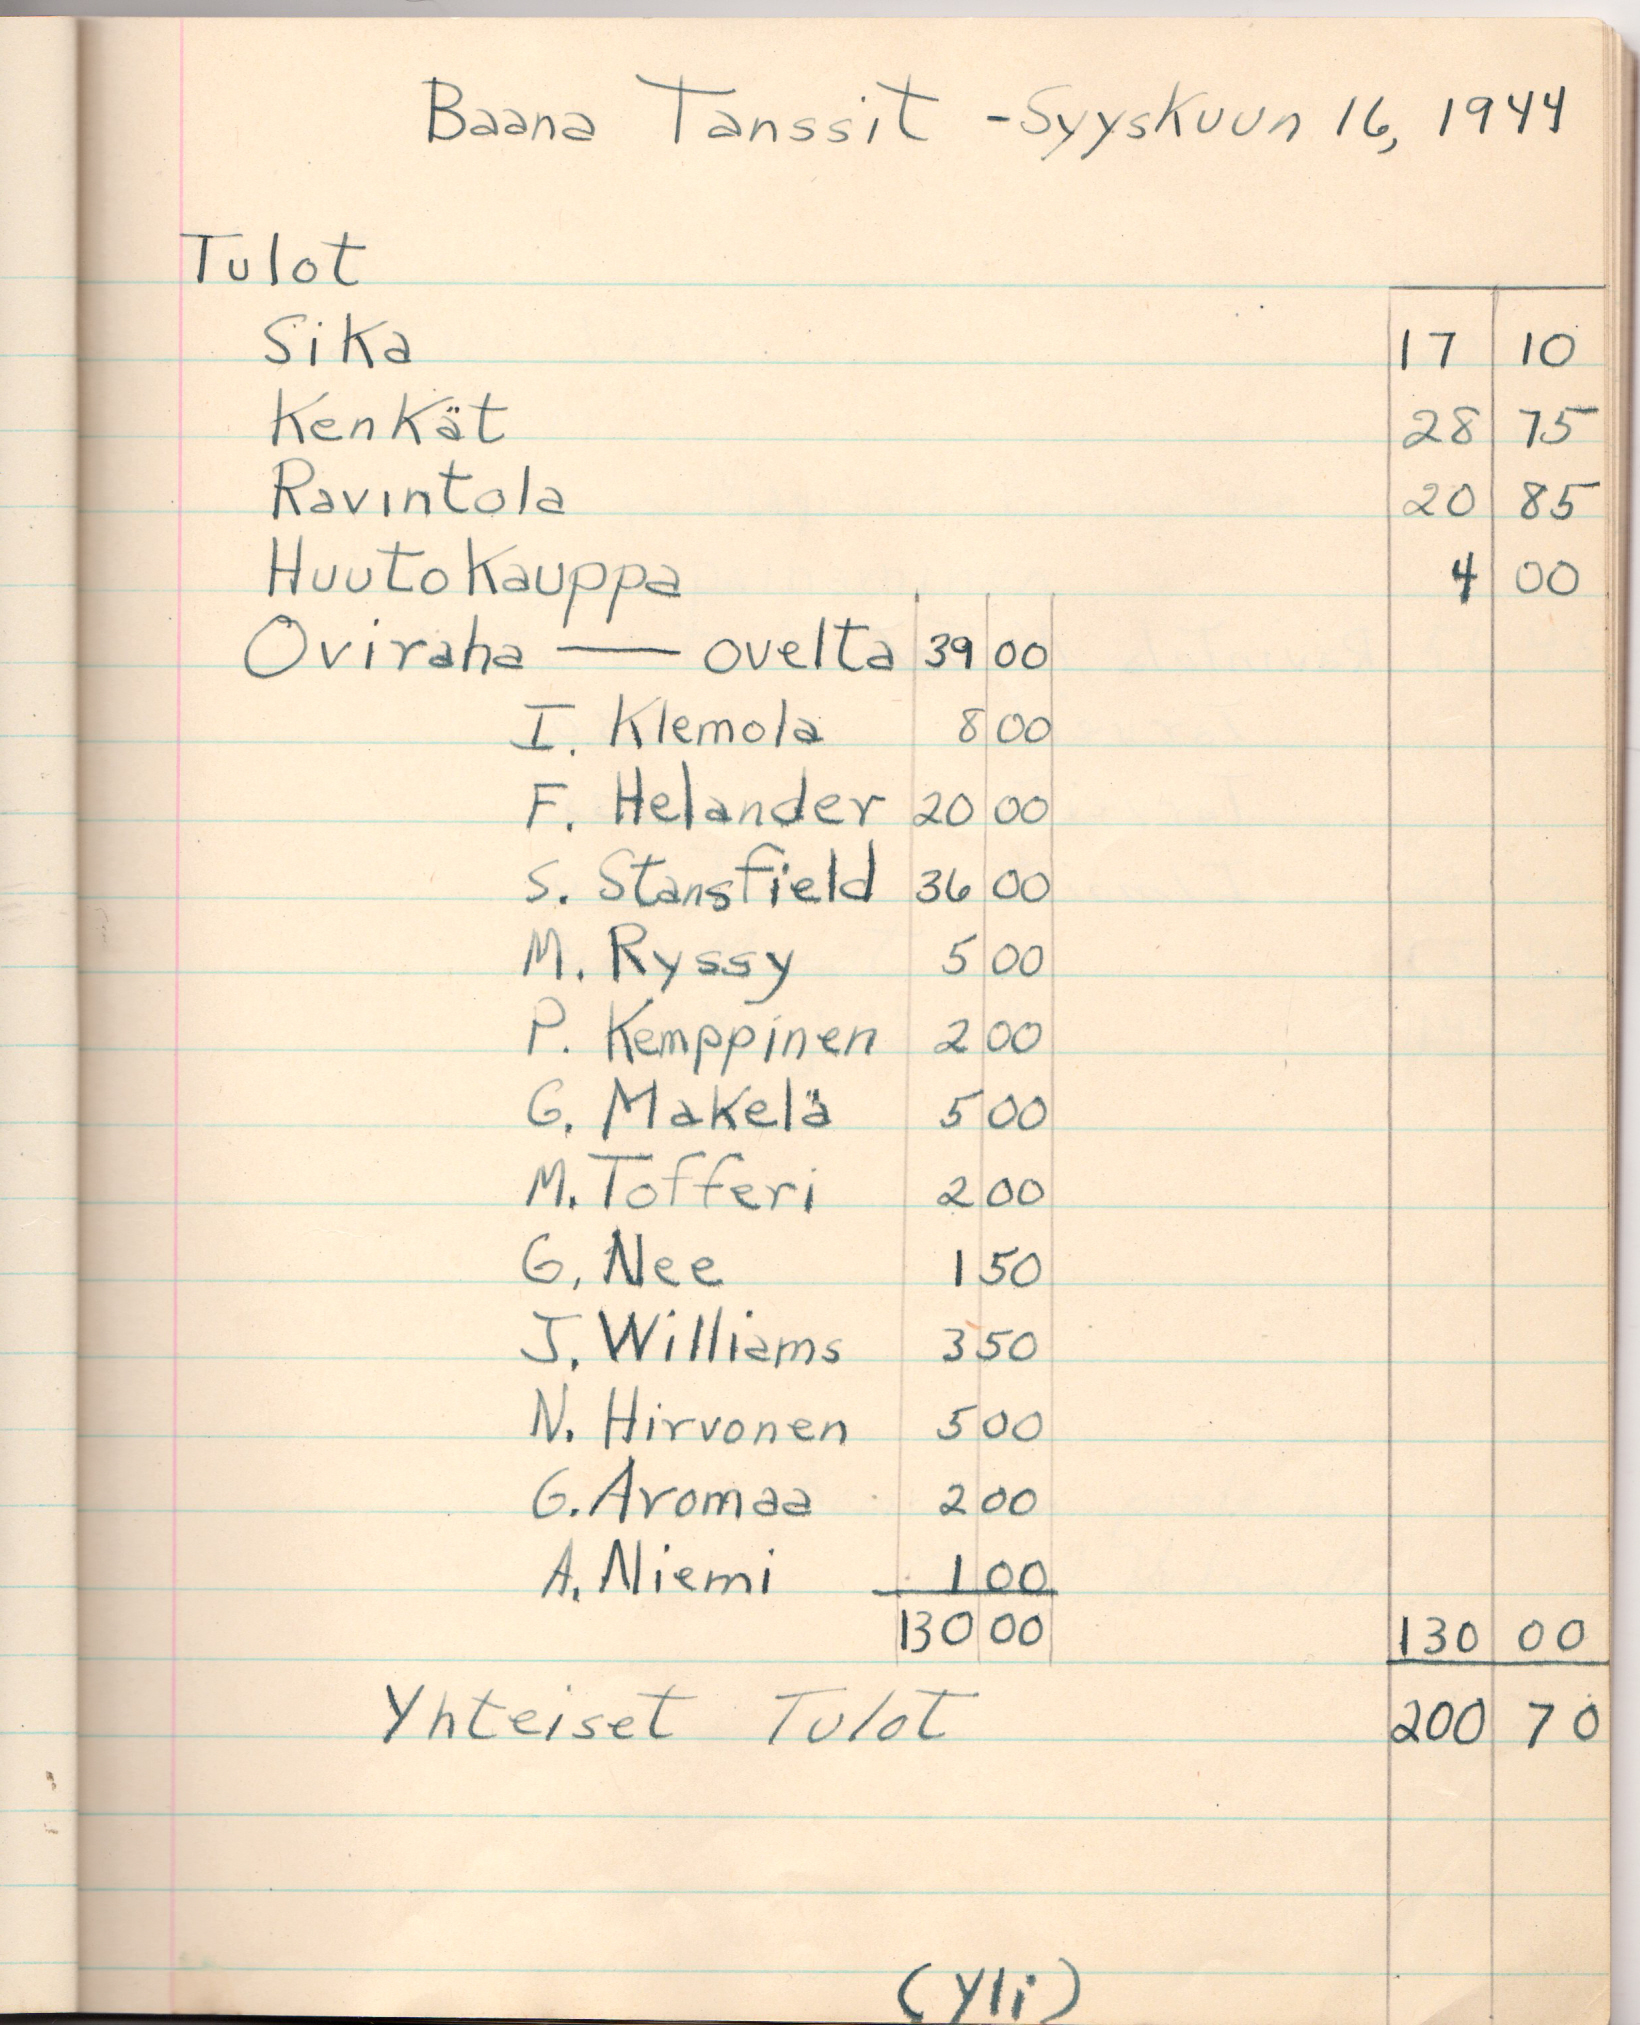 Baana Tanssit - Syyskuun 16, 1944
Tulot
Sika 17 10
Kenkät 28 75
Ravintola 20 85
Huutokauppa 4 00
Oviraha — ovelta 39 00
I. Klemola 8 00
F. Helander 20 00
S. Stansfield 36 00
M. Ryssy 5 00
P. Kemppinen 2 00
G. Makelä 5 00
M. Tofferi 2 00
G. Nee 1 50
J. Williams 3 50
N. Hirvonen 5 00
G. Aromaa 2 00
A. Niemi 1 00
130 00 130 00
Yhteiset Tulot 200 70
(yli)